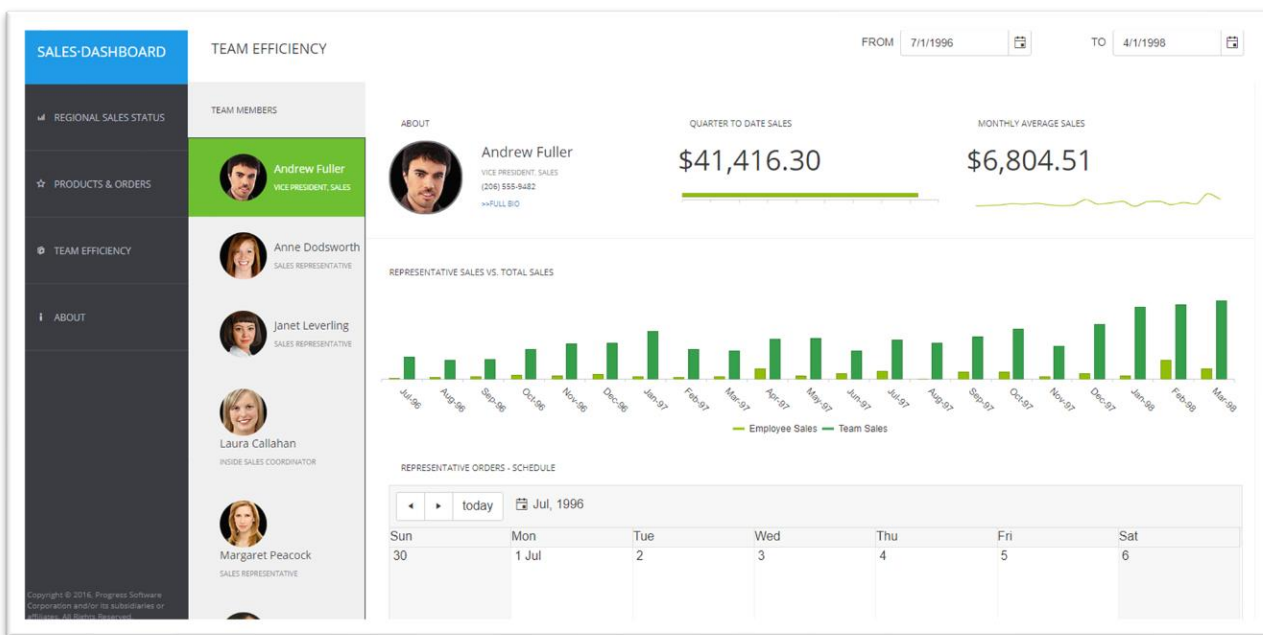 SALES·DASHBOARD
TEAM EFFICIENCY
FROM 7/1/1996
TO 4/1/1998
REGIONAL SALES STATUS
PRODUCTS & ORDERS
TEAM EFFICIENCY
ABOUT
Copyright © 2016, Progress Software
Corporation and/or its subsidiaries or
affiliates. All Rights Reserved.
TEAM MEMBERS
Andrew Fuller
VICE PRESIDENT, SALES
Anne Dodsworth
SALES REPRESENTATIVE
Janet Leverling
SALES REPRESENTATIVE
Laura Callahan
INSIDE SALES COORDINATOR
Margaret Peacock
SALES REPRESENTATIVE
ABOUT
Andrew Fuller
VICE PRESIDENT, SALES
(206) 555-9482
»»FULL BIO
QUARTER TO DATE SALES
$41,416.30
MONTHLY AVERAGE SALES
$6,804.51
REPRESENTATIVE SALES VS. TOTAL SALES
Jul-96 Aug-96 Sep-96 Oct-96 Nov-96 Dec-96 Jan-97 Feb-97 Mar-97 Apr-97 May-97 Jun-97 Jul-97 Aug-97 Sep-97 Oct-97 Nov-97 Dec-97 Jan-98 Feb-98 Mar-98
Employee Sales Team Sales
REPRESENTATIVE ORDERS - SCHEDULE
today Jul, 1996
Sun Mon Tue Wed Thu Fri Sat
30 1 Jul 2 3 4 5 6